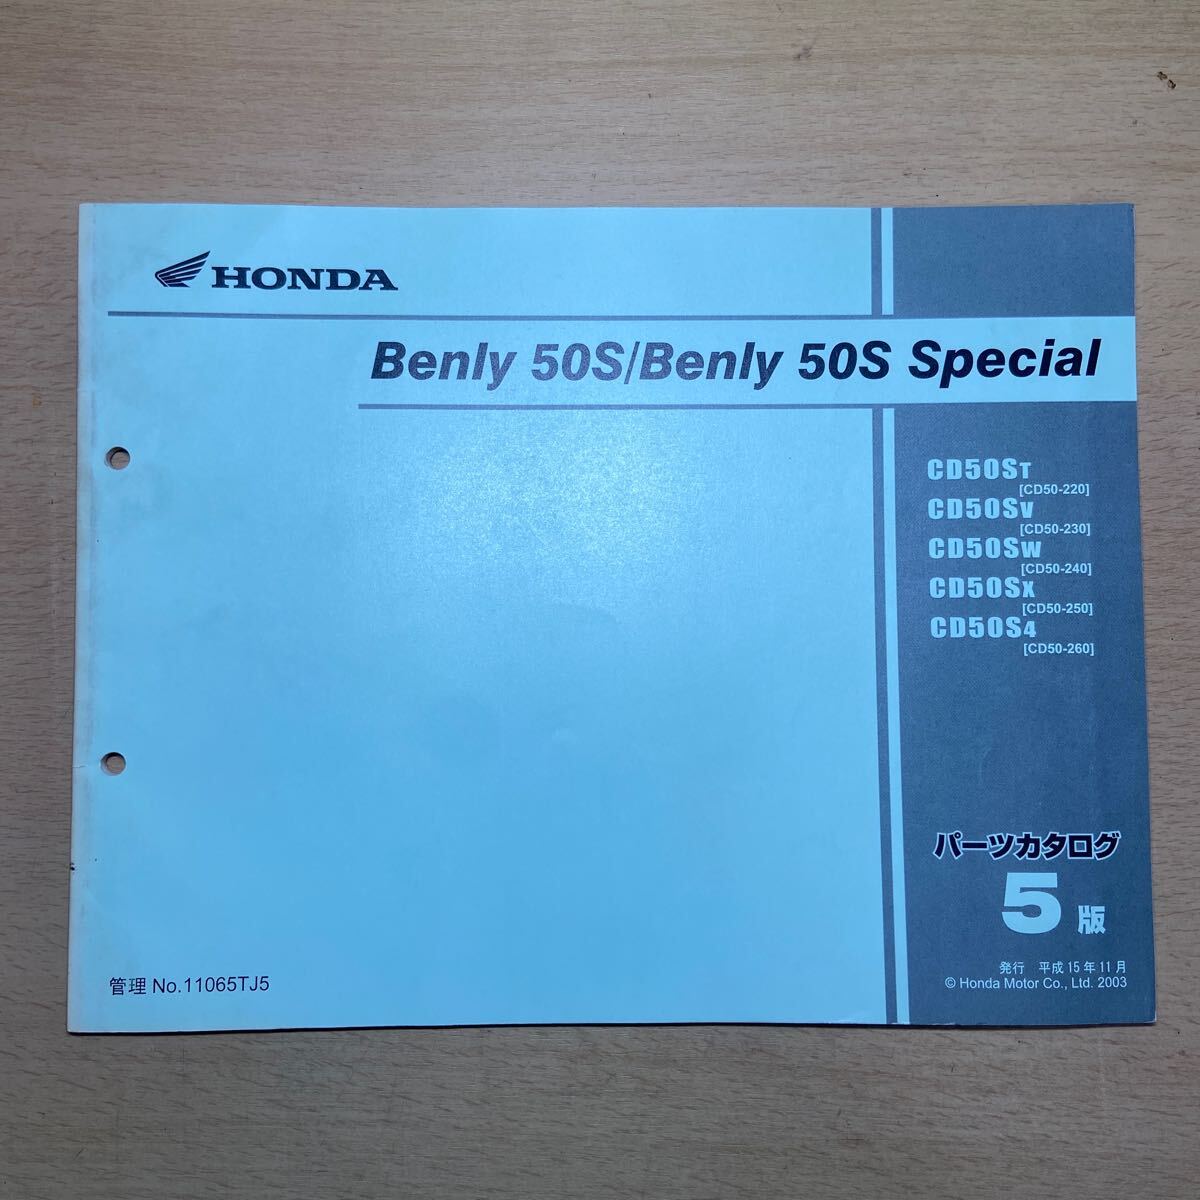 HONDA
Benly 50S/Benly 50S Special
CD50ST
[CD50-220]
CD50SV
[CD50-230]
CD50SW
[CD50-240]
CD50SX
[CD50-250]
CD50S4
[CD50-260]
パーツカタログ
5版
発行 平成15年11月
© Honda Motor Co., Ltd. 2003
管理 No.11065TJ5